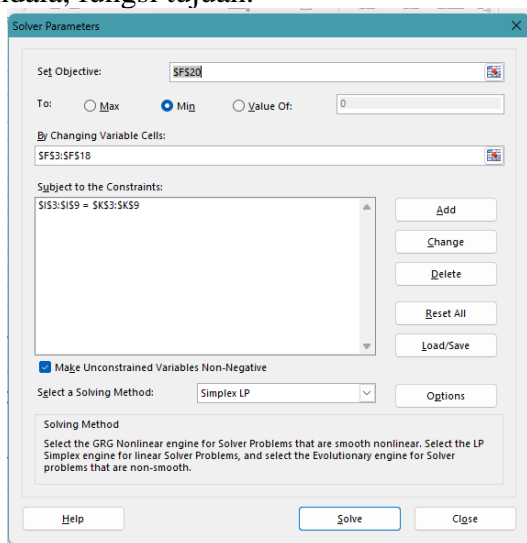 ndala, fungsi tujuan.
Solver Parameters
Set Objective: $F$20
To: Max Min Value Of: 0
By Changing Variable Cells:
$F$3:$F$18
Subject to the Constraints:
$I$3:$I$9 = $K$3:$K$9
Add
Change
Delete
Reset All
Load/Save
Make Unconstrained Variables Non-Negative
Select a Solving Method: Simplex LP Options
Solving Method
Select the GRG Nonlinear engine for Solver Problems that are smooth nonlinear. Select the LP
Simplex engine for linear Solver Problems, and select the Evolutionary engine for Solver
problems that are non-smooth.
Help Solve Close